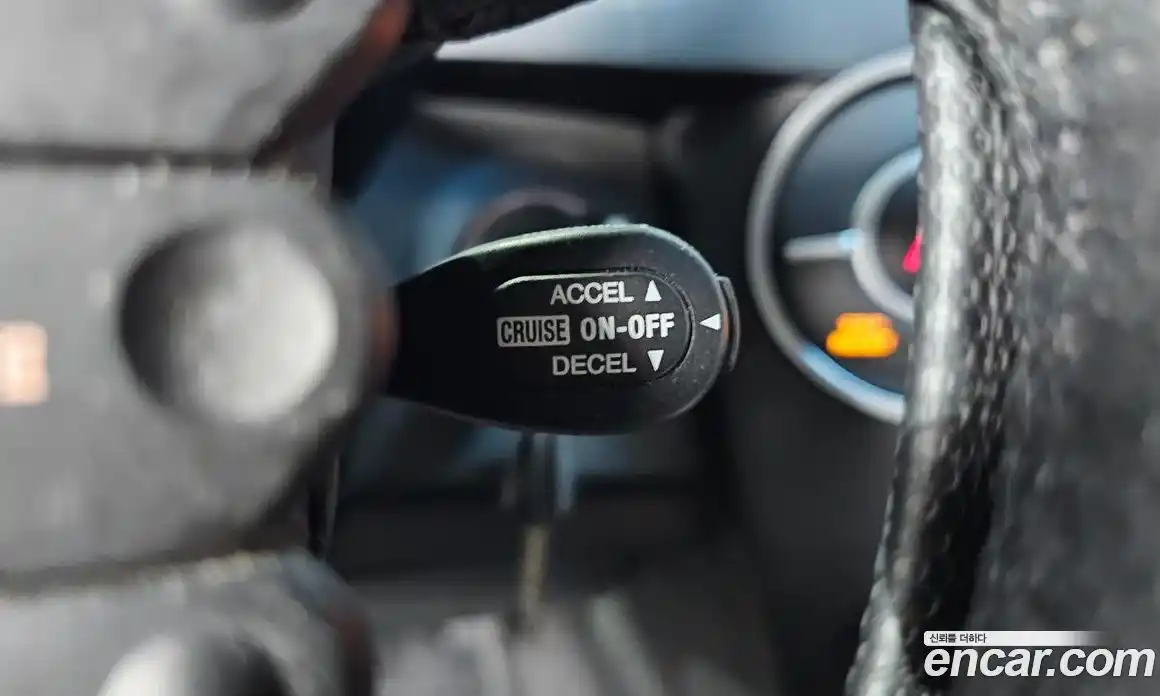 ACCEL ▲
CRUISE ON-OFF ◀
DECEL ▼
신뢰를 더하다
encar.com